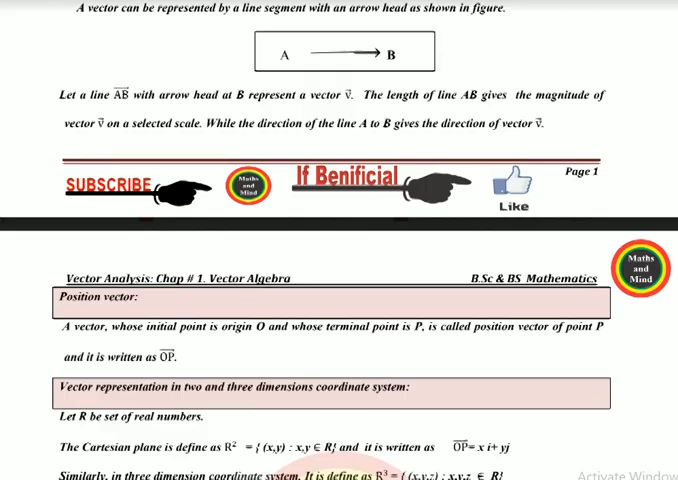 A vector can be represented by a line segment with an arrow head as shown in figure.
A B
Let a line A͞B with arrow head at B represent a vector v⃗. The length of line AB gives the magnitude of
vector v⃗ on a selected scale. While the direction of the line A to B gives the direction of vector v⃗.
SUBSCRIBE
Maths
and
Mind
If Benificial
Like
Page 1
Maths
and
Mind
Vector Analysis: Chap # 1. Vector Algebra B.Sc & BS Mathematics
Position vector:
A vector, whose initial point is origin O and whose terminal point is P, is called position vector of point P
and it is written as OP⃗.
Vector representation in two and three dimensions coordinate system:
Let R be set of real numbers.
The Cartesian plane is define as R² = { (x,y) : x,y ∈ R} and it is written as OP⃗= x i+ yj
Similarly, in three dimension coordinate system. It is define as R³ = { (x,y,z) : x,y,z ∈ R}
Activate Window